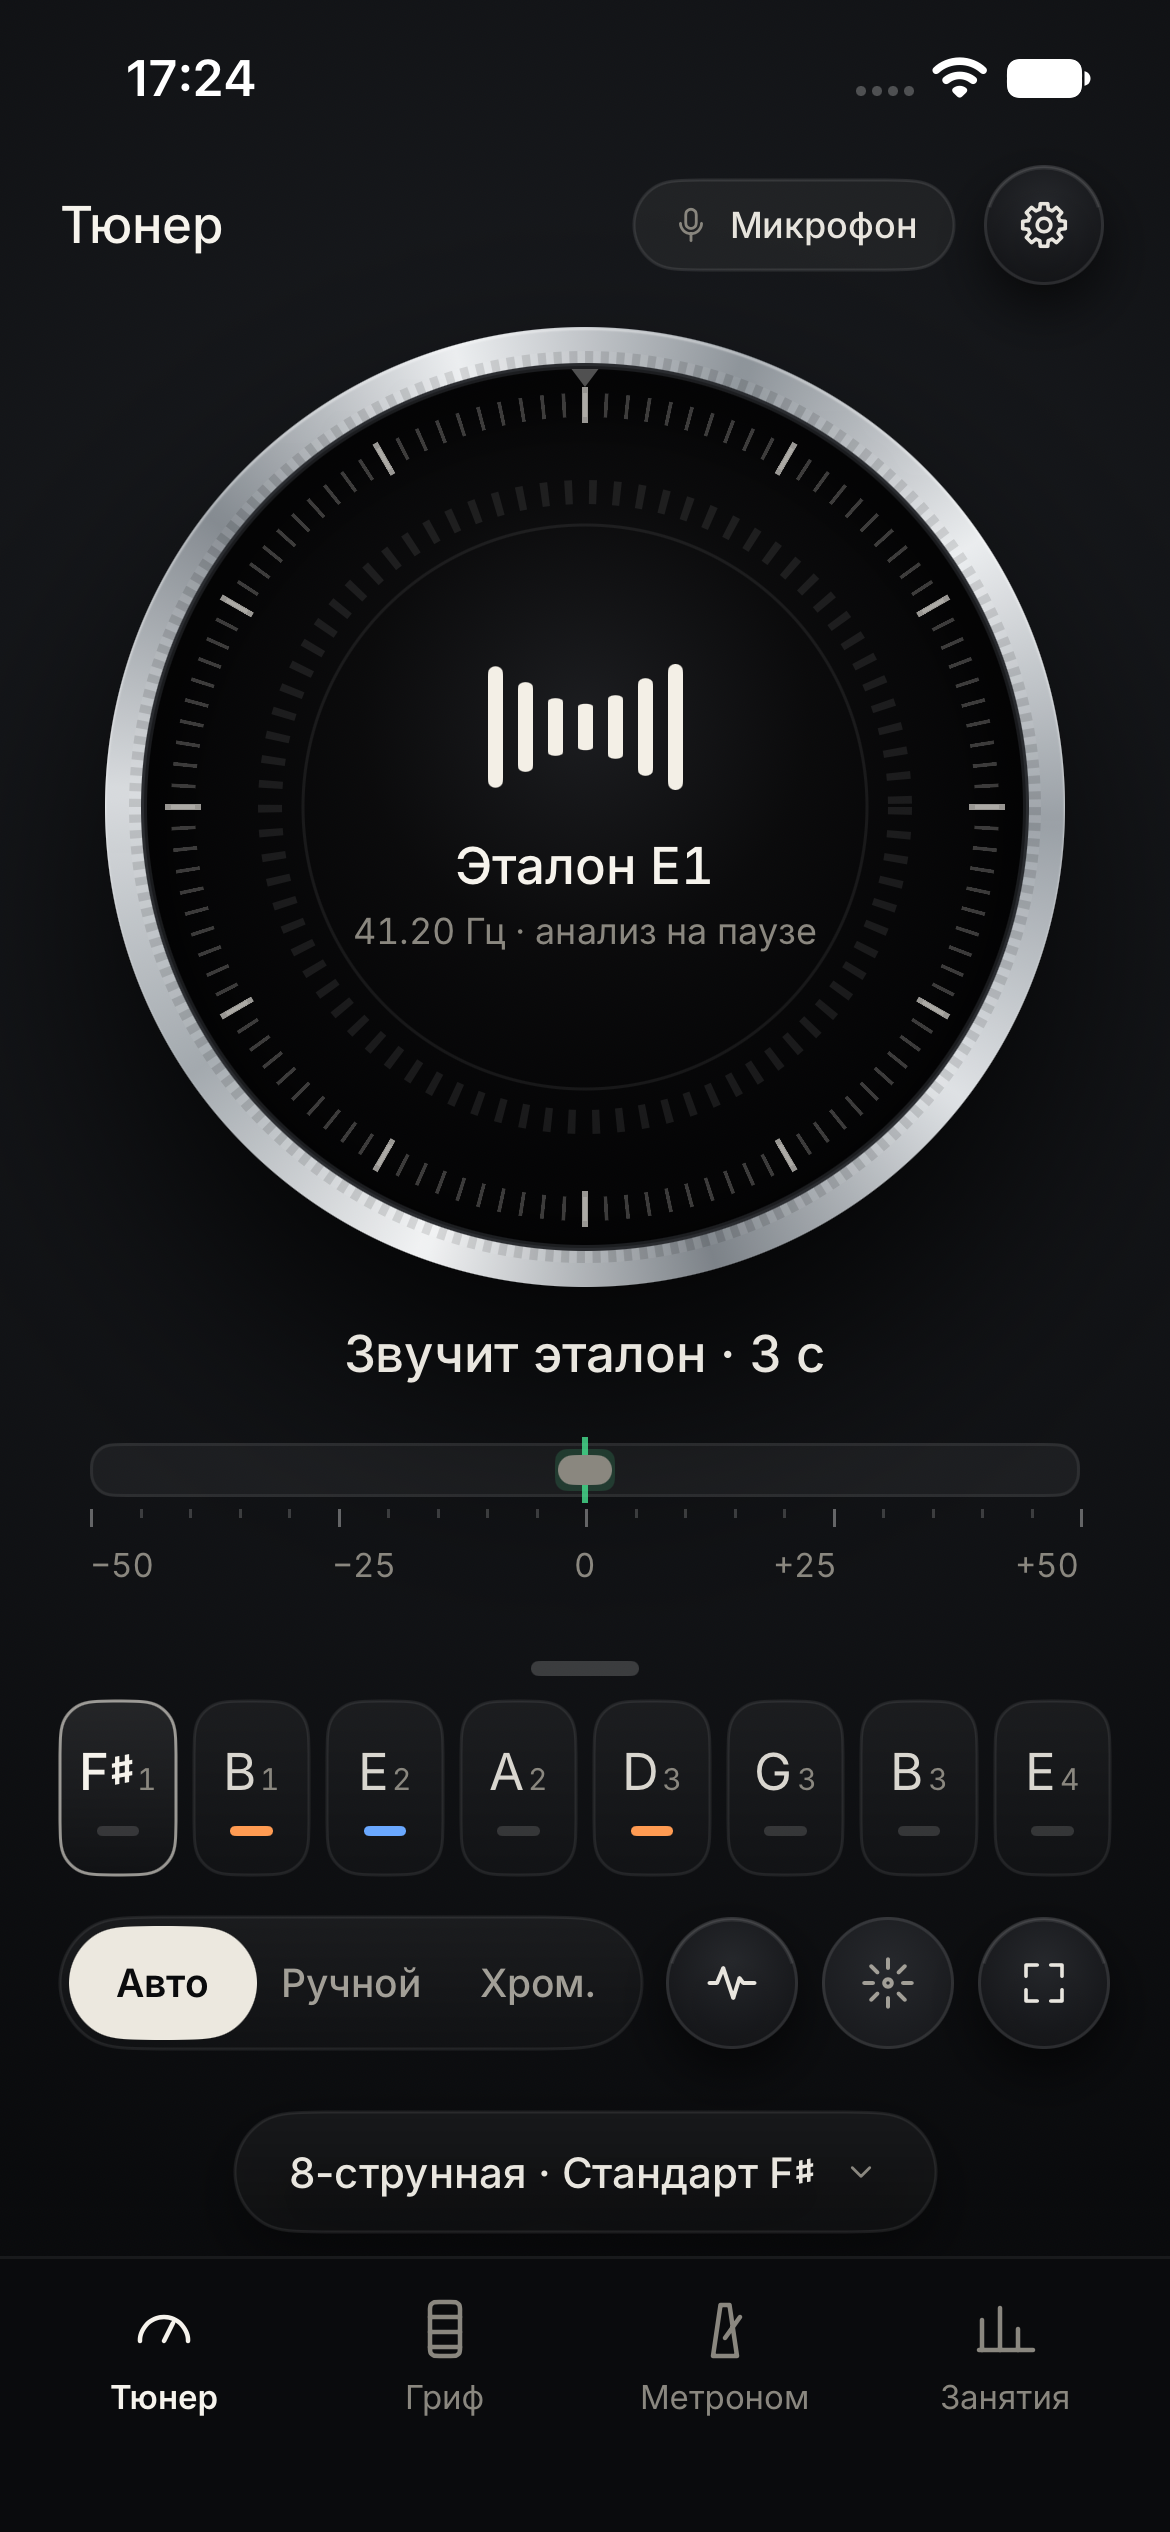 17:24
Тюнер
Микрофон
Эталон E1
41.20 Гц · анализ на паузе
Звучит эталон · 3 с
−50 −25 0 +25 +50
F♯1 B1 E2 A2 D3 G3 B3 E4
Авто Ручной Хром.
8-струнная · Стандарт F♯
Тюнер Гриф Метроном Занятия